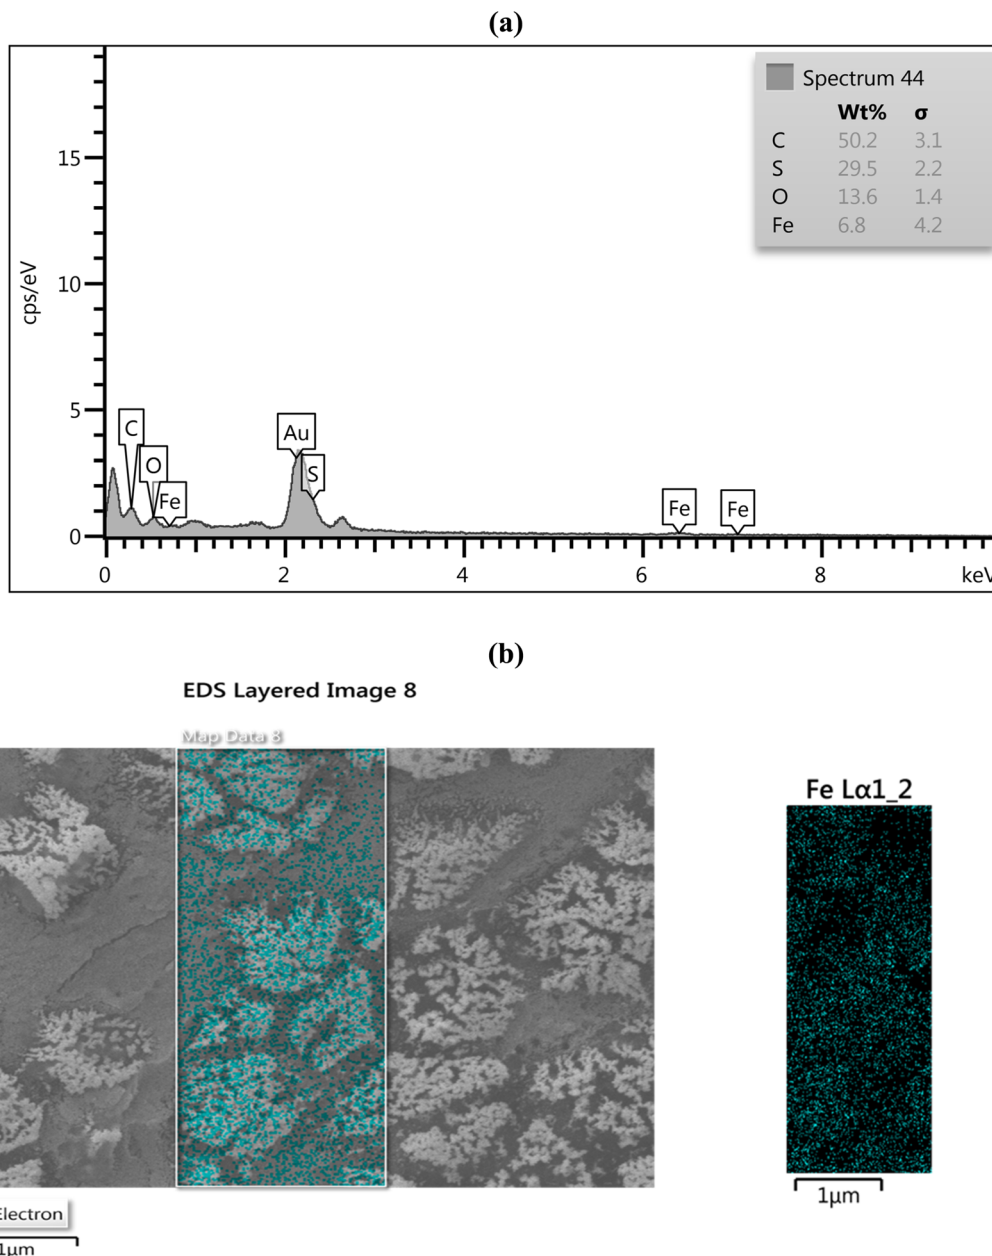 (a)
Spectrum 44
Wt% σ
C 50.2 3.1
S 29.5 2.2
O 13.6 1.4
Fe 6.8 4.2
cps/eV
15
10
5
0
C
O
Fe
Au
S
Fe
Fe
0 2 4 6 8 keV
(b)
EDS Layered Image 8
Map Data 8
Fe Lα1_2
1μm
Electron
1μm